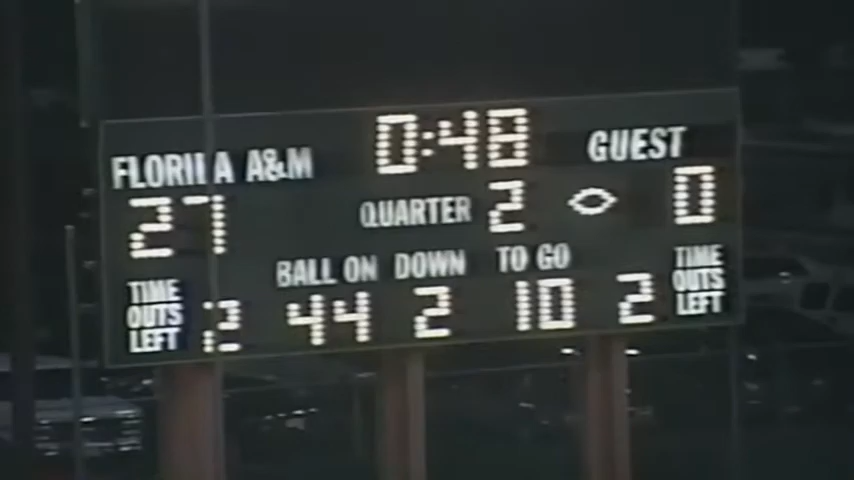 0:48
FLORIDA A&M GUEST
27 QUARTER 2 0
BALL ON DOWN TO GO
TIME OUTS LEFT 2 44 2 10 2 TIME OUTS LEFT